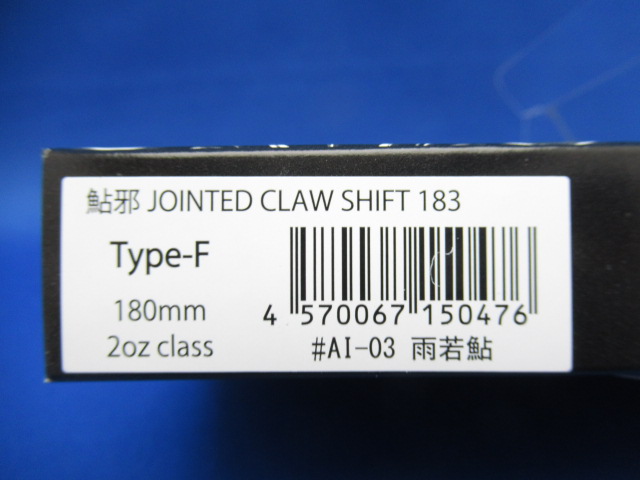 鮎邪 JOINTED CLAW SHIFT 183
Type-F
180mm
2oz class
4 570067 150476
#AI-03 雨若鮎